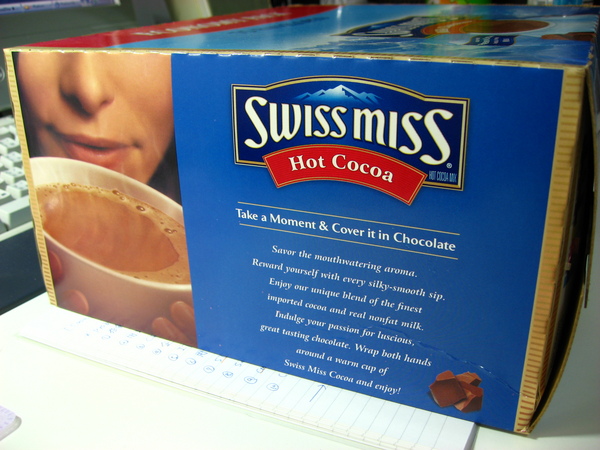 SWISS MISS
Hot Cocoa
HOT COCOA MIX
Take a Moment & Cover it in Chocolate
Savor the mouthwatering aroma.
Reward yourself with every silky-smooth sip.
Enjoy our unique blend of the finest
imported cocoa and real nonfat milk.
Indulge your passion for luscious,
great tasting chocolate. Wrap both hands
around a warm cup of
Swiss Miss Cocoa and enjoy!